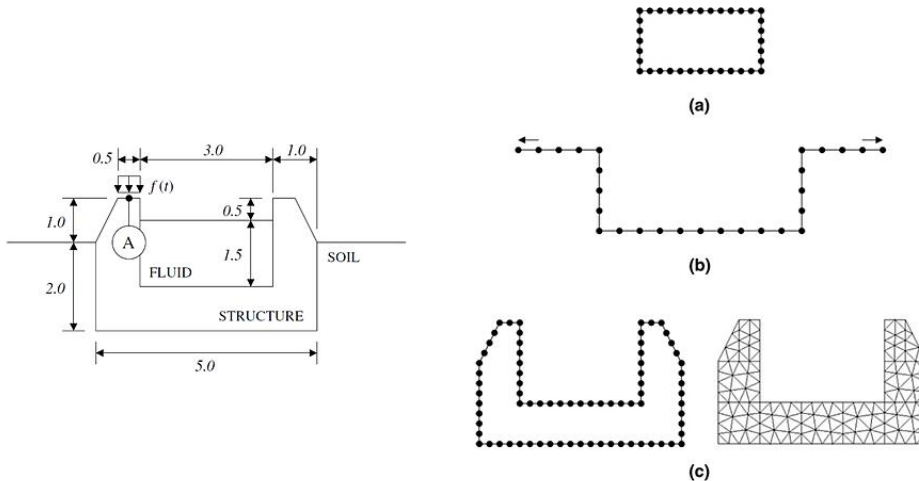 0.5
3.0
1.0
f(t)
1.0
0.5
A
1.5
FLUID
SOIL
2.0
STRUCTURE
5.0
(a)
(b)
(c)